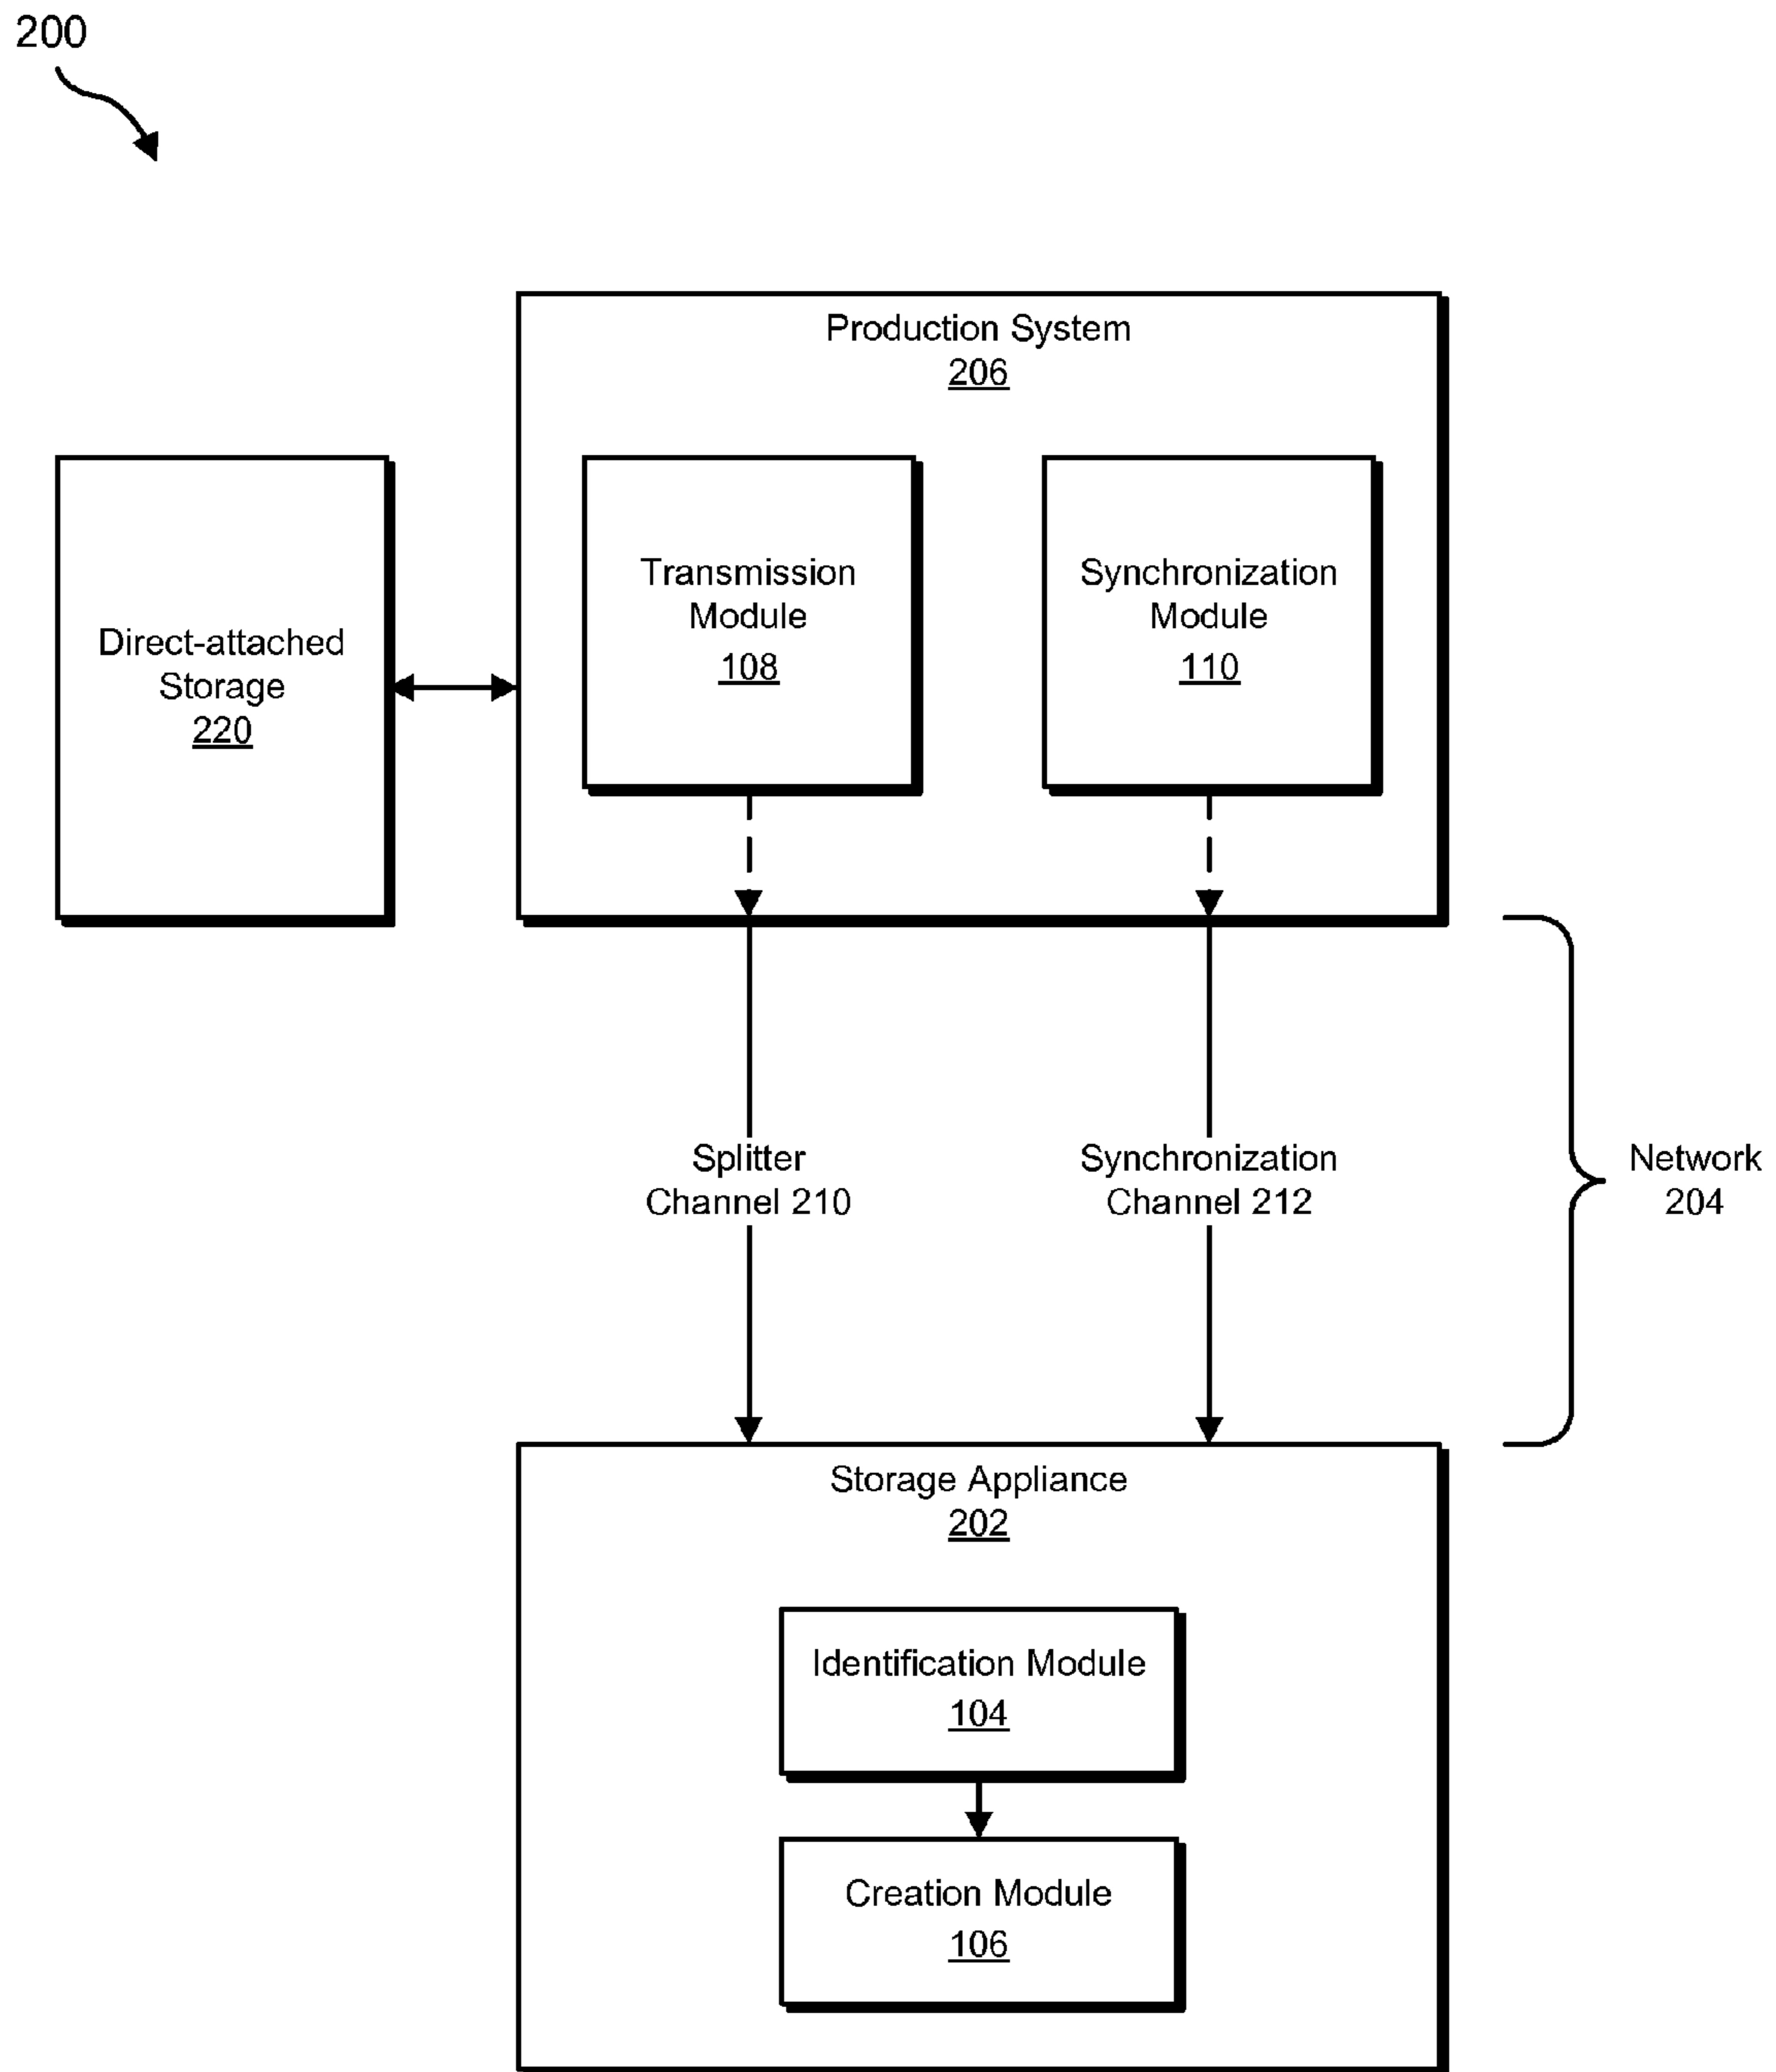 200
Production System
206
Direct-attached
Storage
220
Transmission
Module
108
Synchronization
Module
110
Splitter
Channel 210
Synchronization
Channel 212
Network
204
Storage Appliance
202
Identification Module
104
Creation Module
106